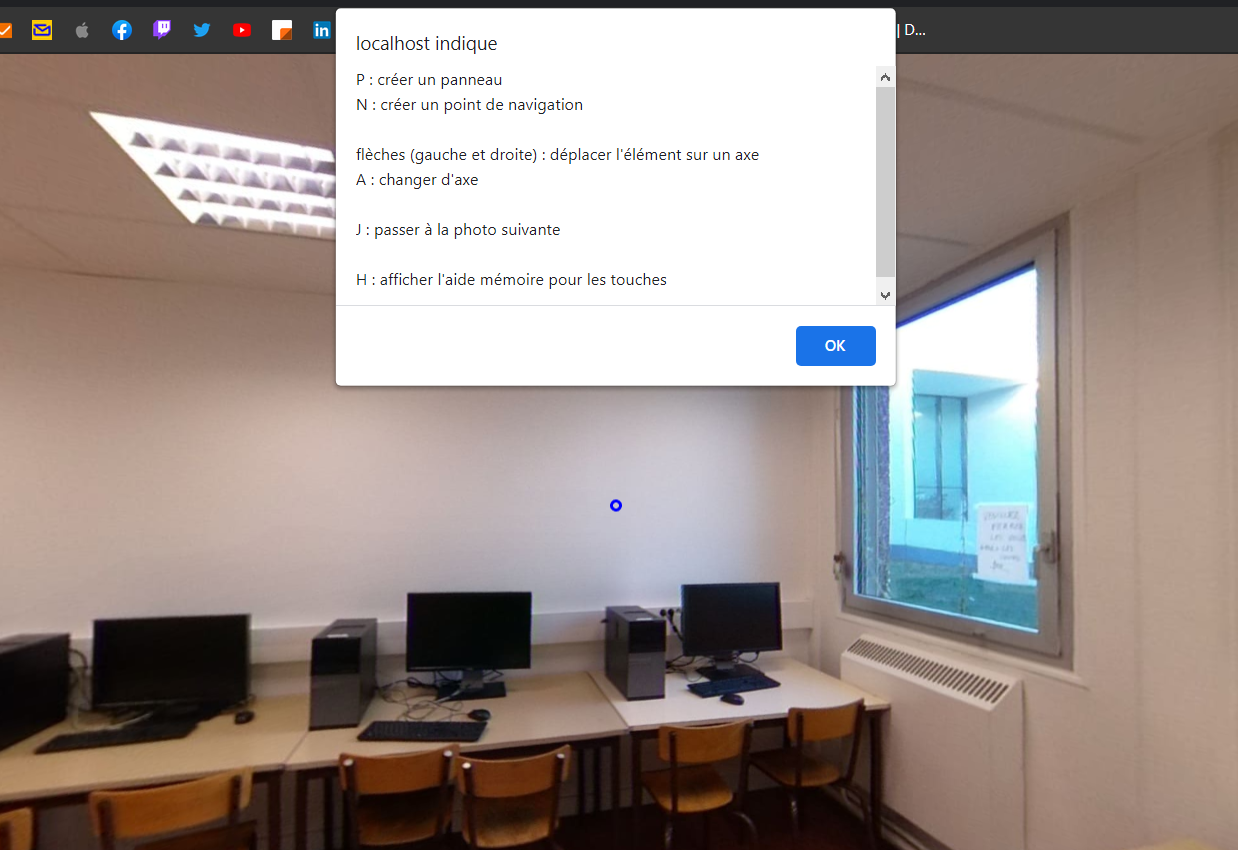 in
| D...
localhost indique
P : créer un panneau
N : créer un point de navigation
flèches (gauche et droite) : déplacer l'élément sur un axe
A : changer d'axe
J : passer à la photo suivante
H : afficher l'aide mémoire pour les touches
OK